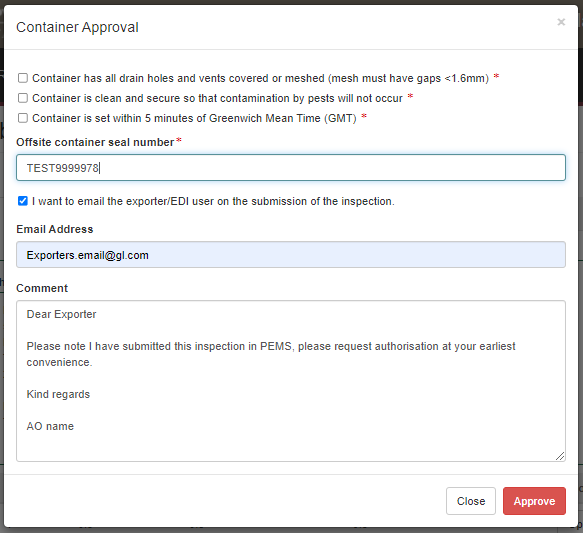 Container Approval
×
Container has all drain holes and vents covered or meshed (mesh must have gaps <1.6mm) *
Container is clean and secure so that contamination by pests will not occur *
Container is set within 5 minutes of Greenwich Mean Time (GMT) *
Offsite container seal number*
TEST9999978
I want to email the exporter/EDI user on the submission of the inspection.
Email Address
Exporters.email@gl.com
Comment
Dear Exporter
Please note I have submitted this inspection in PEMS, please request authorisation at your earliest
convenience.
Kind regards
AO name
Close
Approve